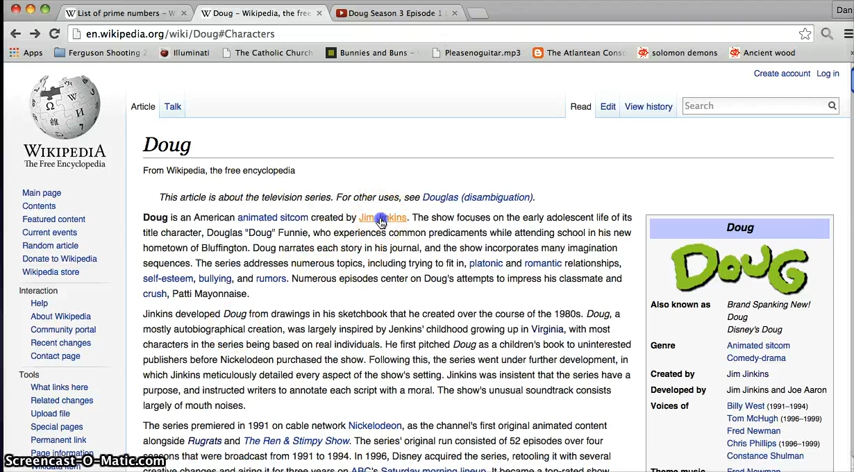 List of prime numbers - W
Doug - Wikipedia, the free
Doug Season 3 Episode 1
Dan
en.wikipedia.org/wiki/Doug#Characters
Apps
Ferguson Shooting
Illuminati
The Catholic Church
Bunnies and Buns -
Pleasenoguitar.mp3
The Atlantean Cons
solomon demons
Ancient wood
Create account Log in
Article Talk
Read Edit View history
Search
WIKIPEDIA
The Free Encyclopedia
Main page
Contents
Featured content
Current events
Random article
Donate to Wikipedia
Wikipedia store
Interaction
Help
About Wikipedia
Community portal
Recent changes
Contact page
Tools
What links here
Related changes
Upload file
Special pages
Permanent link
Page information
Doug
From Wikipedia, the free encyclopedia
This article is about the television series. For other uses, see Douglas (disambiguation).
Doug is an American animated sitcom created by Jim Jinkins. The show focuses on the early adolescent life of its
title character, Douglas "Doug" Funnie, who experiences common predicaments while attending school in his new
hometown of Bluffington. Doug narrates each story in his journal, and the show incorporates many imagination
sequences. The series addresses numerous topics, including trying to fit in, platonic and romantic relationships,
self-esteem, bullying, and rumors. Numerous episodes center on Doug's attempts to impress his classmate and
crush, Patti Mayonnaise.
Jinkins developed Doug from drawings in his sketchbook that he created over the course of the 1980s. Doug, a
mostly autobiographical creation, was largely inspired by Jenkins' childhood growing up in Virginia, with most
characters in the series being based on real individuals. He first pitched Doug as a children's book to uninterested
publishers before Nickelodeon purchased the show. Following this, the series went under further development, in
which Jinkins meticulously detailed every aspect of the show's setting. Jinkins was insistent that the series have a
purpose, and instructed writers to annotate each script with a moral. The show's unusual soundtrack consists
largely of mouth noises.
The series premiered in 1991 on cable network Nickelodeon, as the channel's first original animated content
alongside Rugrats and The Ren & Stimpy Show. The series' original run consisted of 52 episodes over four
seasons that were broadcast from 1991 to 1994. In 1996, Disney acquired the series, retooling it with several
creative changes and airing it for three years on ABC's Saturday morning lineup. It became a top-rated show
Doug
DOUG
Also known as Brand Spanking New!
Doug
Disney's Doug
Genre Animated sitcom
Comedy-drama
Created by Jim Jinkins
Developed by Jim Jinkins and Joe Aaron
Voices of Billy West (1991–1994)
Tom McHugh (1996–1999)
Fred Newman
Chris Phillips (1996–1999)
Constance Shulman
Theme music Fred Newman
Screencast-O-Matic.com